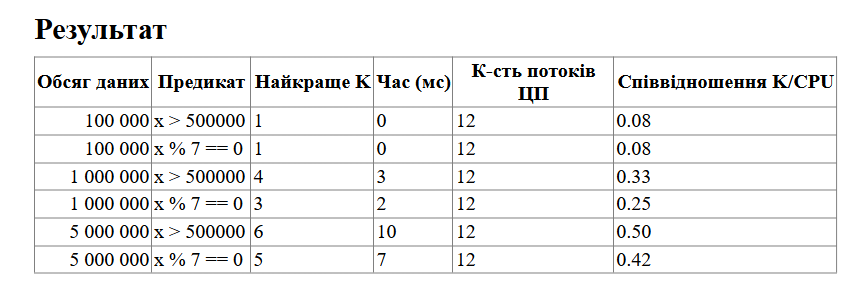 Результат
Обсяг даних Предикат Найкраще K Час (мс) К-сть потоків ЦП Співвідношення K/CPU
100 000 x > 500000 1 0 12 0.08
100 000 x % 7 == 0 1 0 12 0.08
1 000 000 x > 500000 4 3 12 0.33
1 000 000 x % 7 == 0 3 2 12 0.25
5 000 000 x > 500000 6 10 12 0.50
5 000 000 x % 7 == 0 5 7 12 0.42